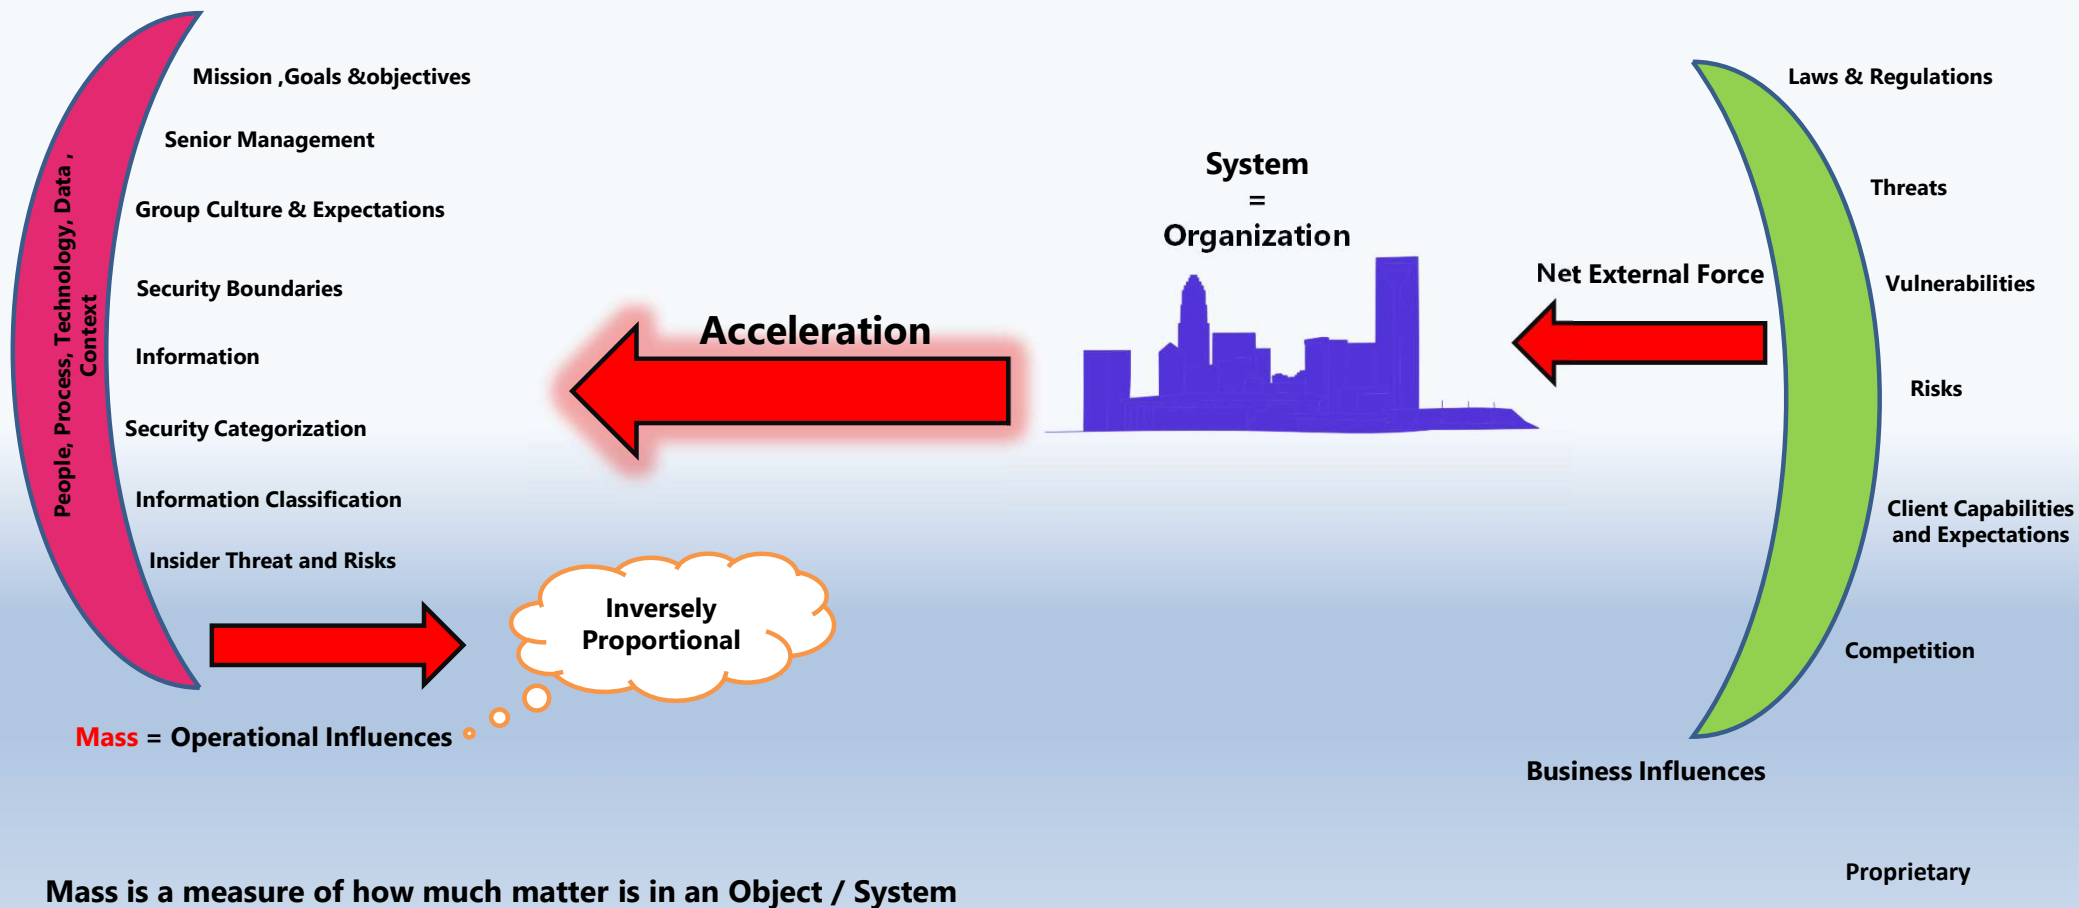 Mission ,Goals &objectives
Senior Management
Group Culture & Expectations
Security Boundaries
Information
Security Categorization
Information Classification
Insider Threat and Risks
People, Process, Technology, Data ,
Context
Mass = Operational Influences
Inversely
Proportional
Acceleration
System
=
Organization
Net External Force
Laws & Regulations
Threats
Vulnerabilities
Risks
Client Capabilities
and Expectations
Competition
Business Influences
Proprietary
Mass is a measure of how much matter is in an Object / System